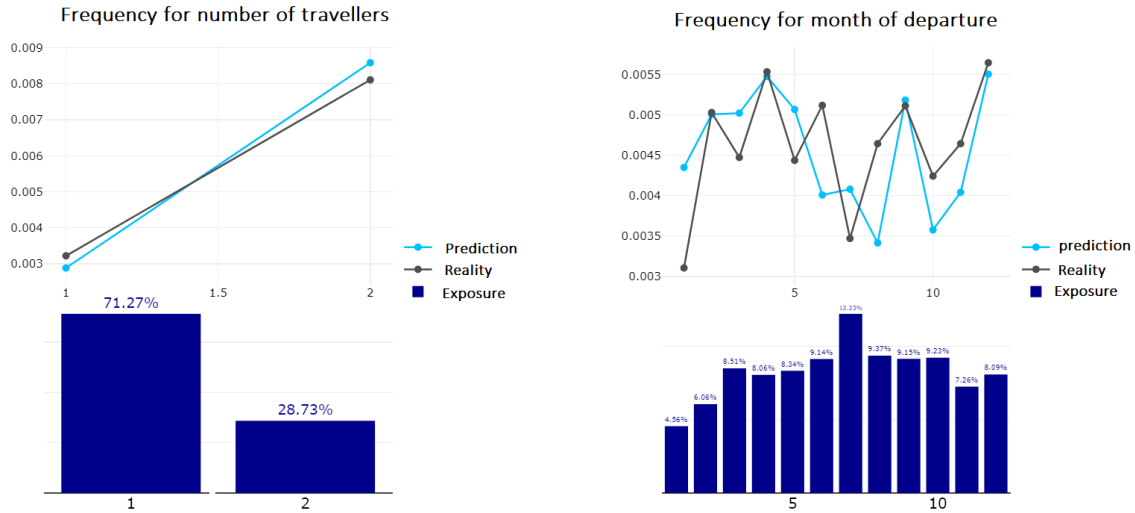 Frequency for number of travellers
0.009
0.008
0.007
0.006
0.005
0.004
0.003
1 1.5 2
Prediction
Reality
Exposure
71.27%
28.73%
1 2
Frequency for month of departure
0.0055
0.005
0.0045
0.004
0.0035
0.003
5 10
prediction
Reality
Exposure
4.56% 6.06% 8.51% 8.06% 8.34% 9.14% 12.23% 9.37% 9.15% 9.23% 7.26% 8.09%
5 10